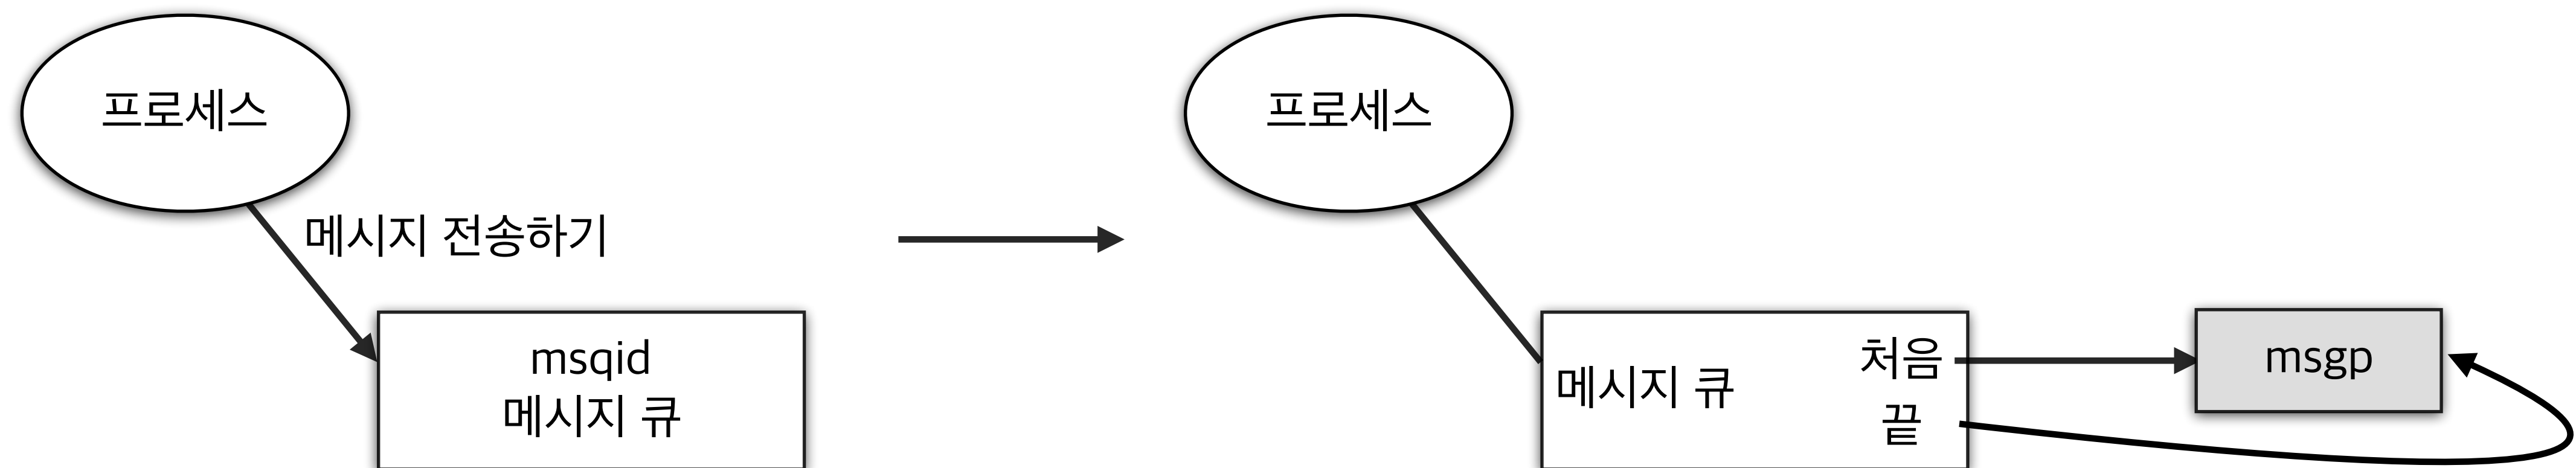 프로세스
메시지 전송하기
msqid
메시지 큐
프로세스
메시지 큐
처음
끝
msgp